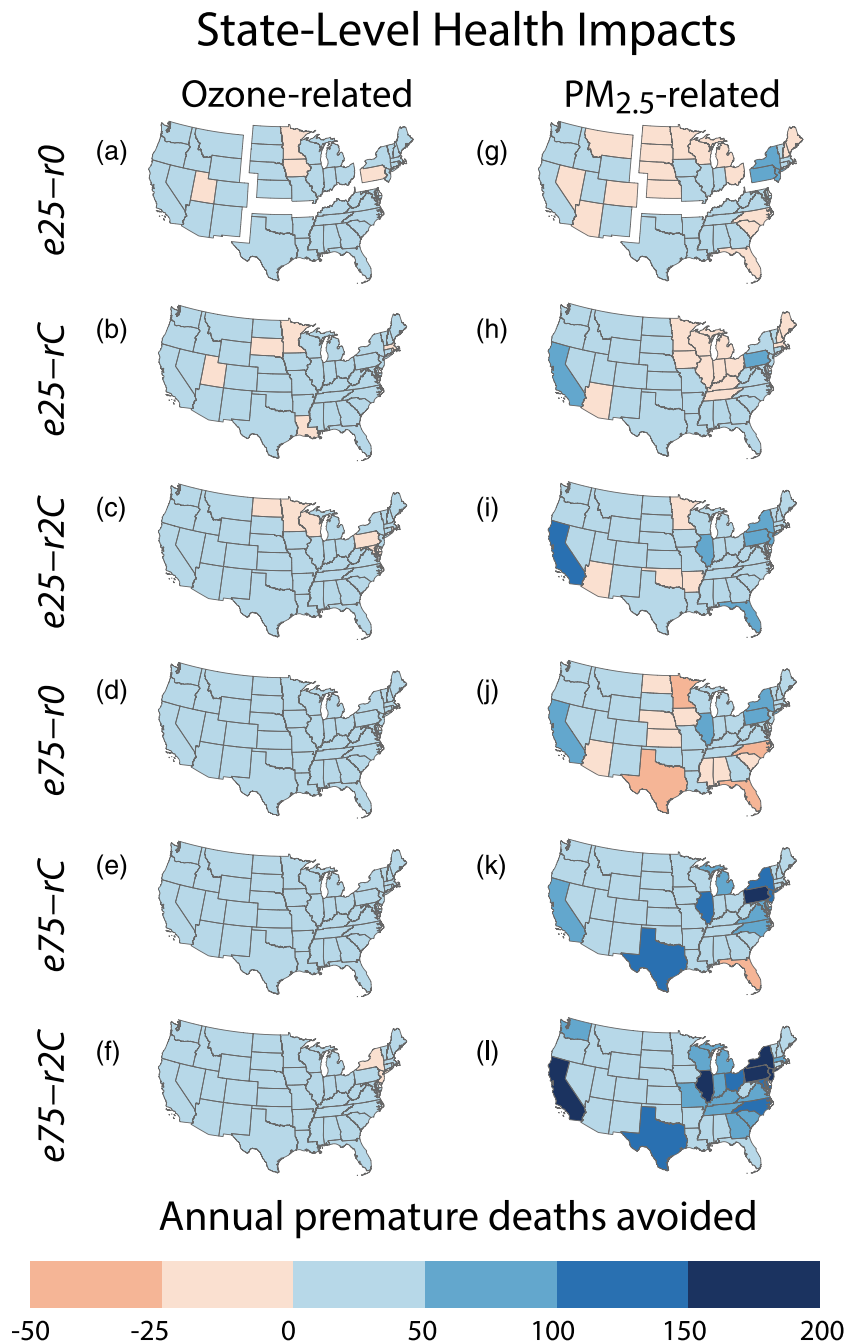 State-Level Health Impacts
Ozone-related PM2.5-related
e25–r0 (a) (g)
e25–rC (b) (h)
e25–r2C (c) (i)
e75–r0 (d) (j)
e75–rC (e) (k)
e75–r2C (f) (l)
Annual premature deaths avoided
-50 -25 0 50 100 150 200